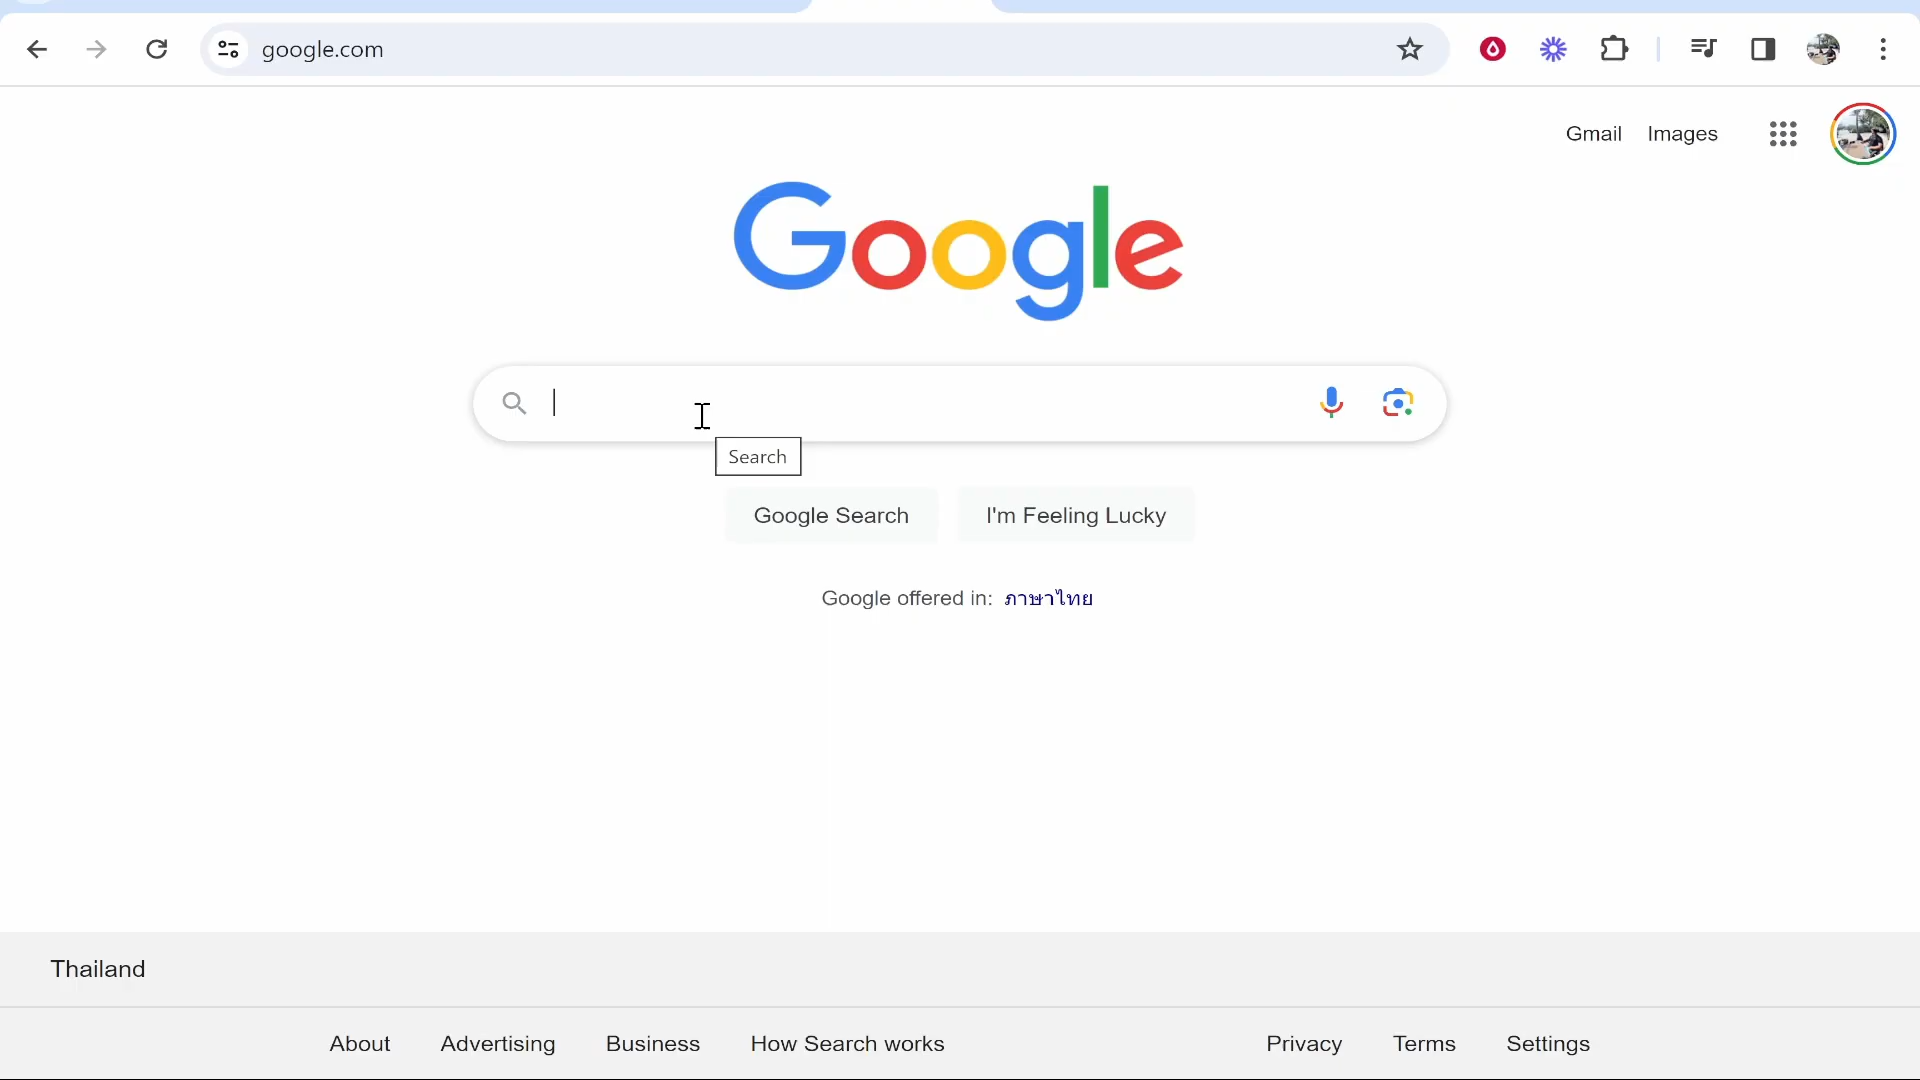 google.com
Gmail Images
Google
Search
Google Search I'm Feeling Lucky
Google offered in: ภาษาไทย
Thailand
About Advertising Business How Search works Privacy Terms Settings